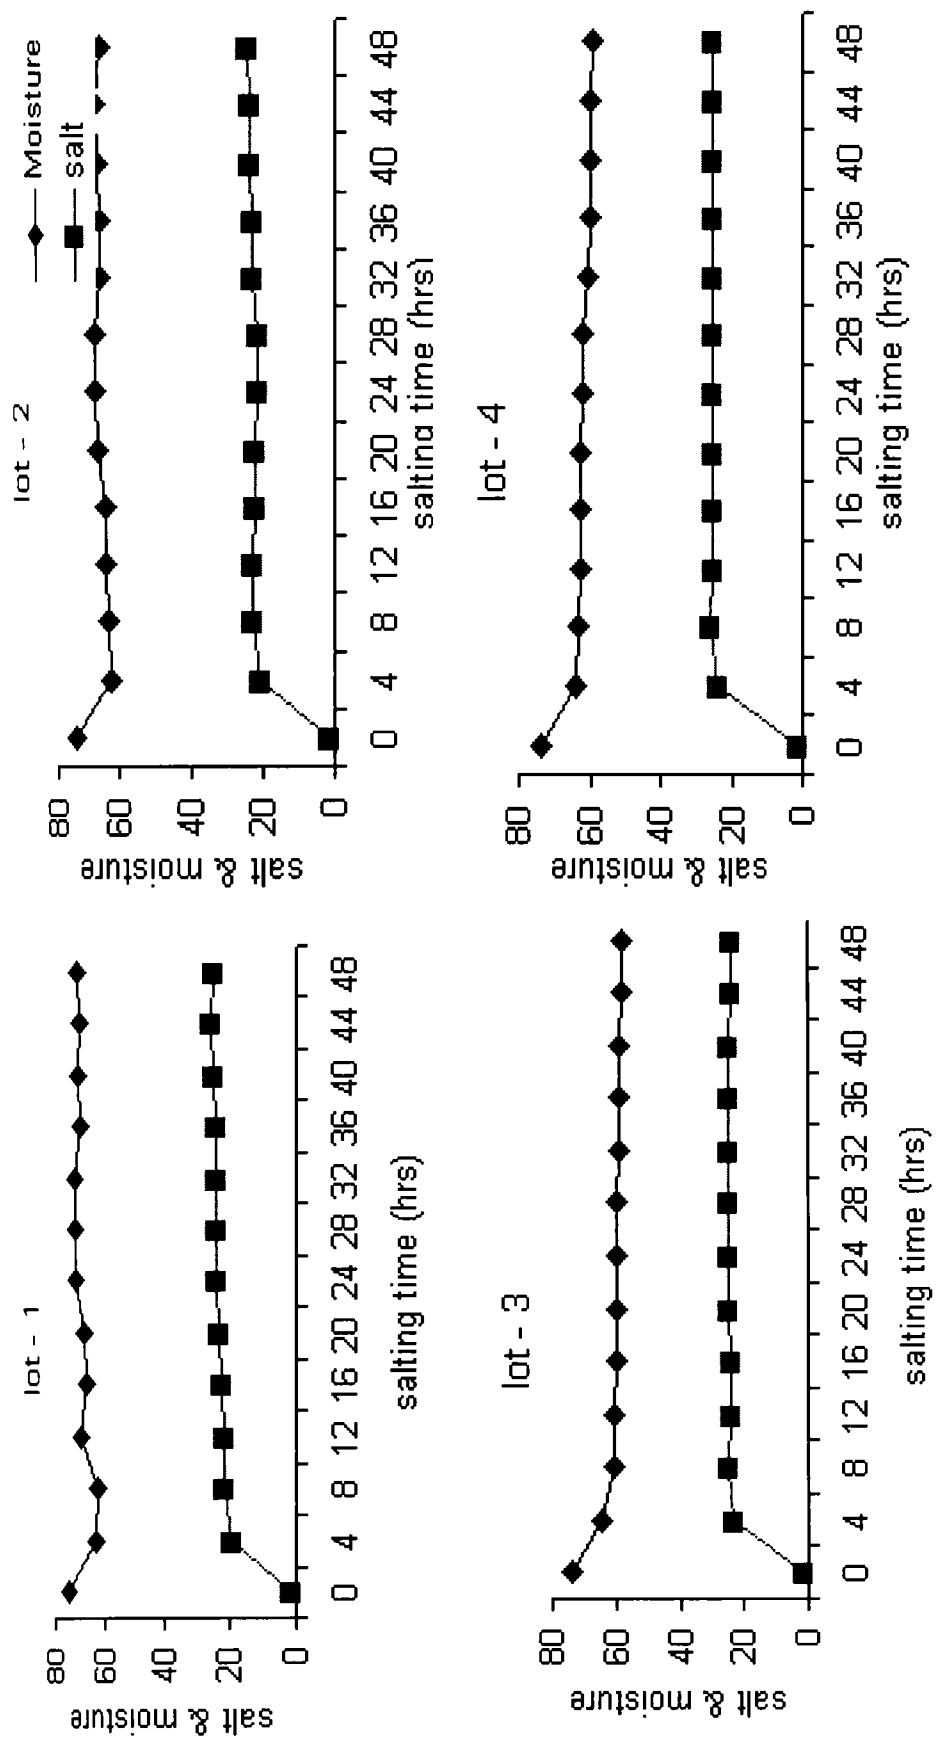 lot - 1
80
60
40
20
0
salt & moisture
0 4 8 12 16 20 24 28 32 36 40 44 48
salting time (hrs)
lot - 2
Moisture
salt
80
60
40
20
0
salt & moisture
0 4 8 12 16 20 24 28 32 36 40 44 48
salting time (hrs)
lot - 3
80
60
40
20
0
salt & moisture
0 4 8 12 16 20 24 28 32 36 40 44 48
salting time (hrs)
lot - 4
80
60
40
20
0
salt & moisture
0 4 8 12 16 20 24 28 32 36 40 44 48
salting time (hrs)